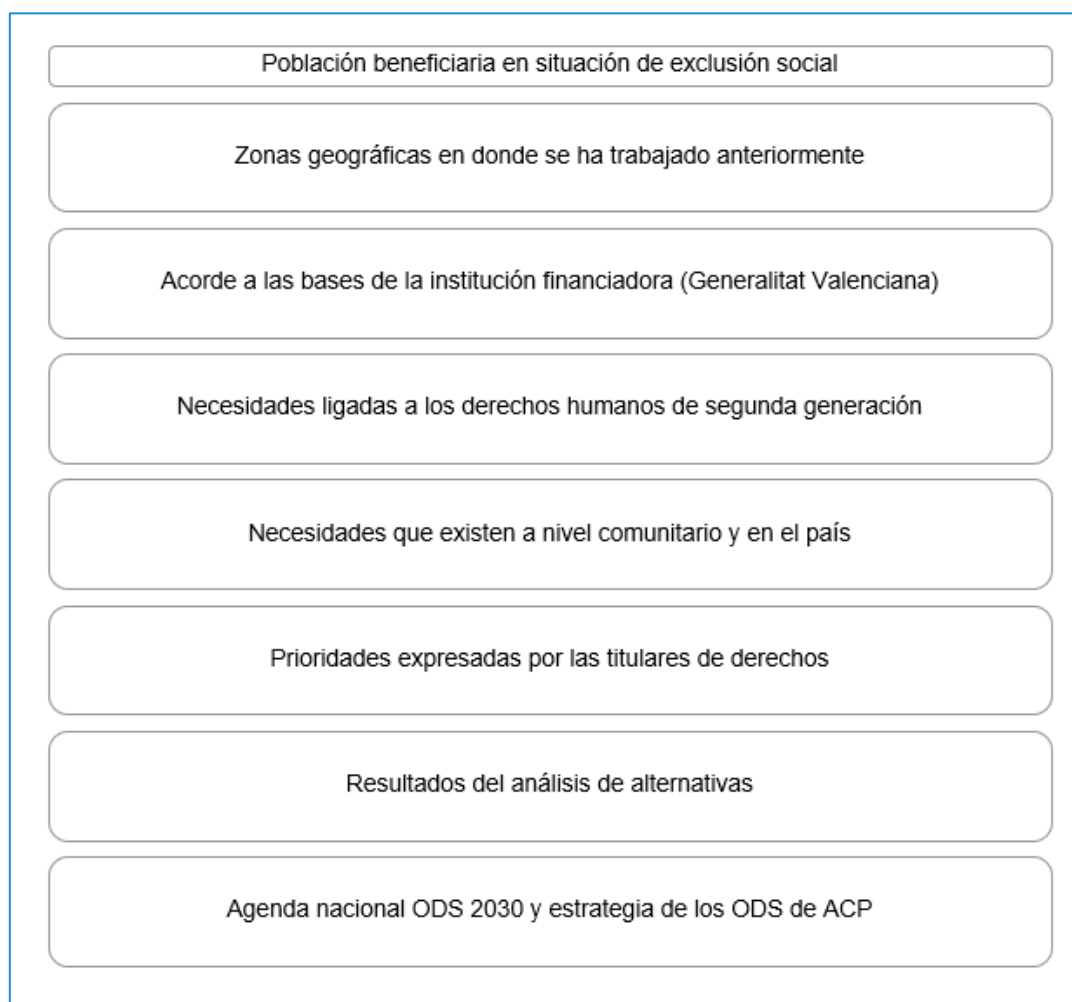 Población beneficiaria en situación de exclusión social
Zonas geográficas en donde se ha trabajado anteriormente
Acorde a las bases de la institución financiadora (Generalitat Valenciana)
Necesidades ligadas a los derechos humanos de segunda generación
Necesidades que existen a nivel comunitario y en el país
Prioridades expresadas por las titulares de derechos
Resultados del análisis de alternativas
Agenda nacional ODS 2030 y estrategia de los ODS de ACP